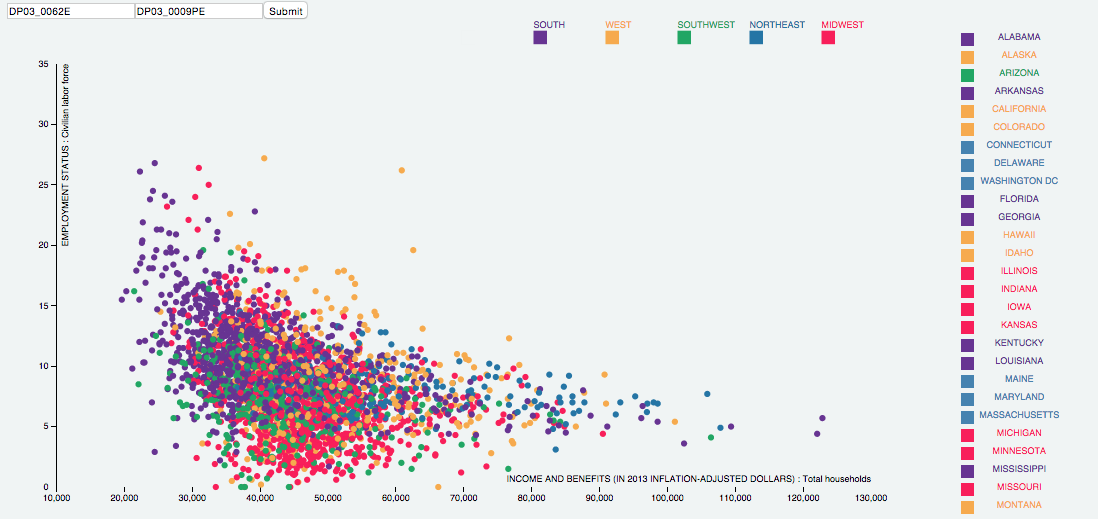 DP03_0062E DP03_0009PE Submit
SOUTH WEST SOUTHWEST NORTHEAST MIDWEST
EMPLOYMENT STATUS : Civilian labor force
35
30
25
20
15
10
5
0
INCOME AND BENEFITS (IN 2013 INFLATION-ADJUSTED DOLLARS) : Total households
10,000 20,000 30,000 40,000 50,000 60,000 70,000 80,000 90,000 100,000 110,000 120,000 130,000
ALABAMA
ALASKA
ARIZONA
ARKANSAS
CALIFORNIA
COLORADO
CONNECTICUT
DELAWARE
WASHINGTON DC
FLORIDA
GEORGIA
HAWAII
IDAHO
ILLINOIS
INDIANA
IOWA
KANSAS
KENTUCKY
LOUISIANA
MAINE
MARYLAND
MASSACHUSETTS
MICHIGAN
MINNESOTA
MISSISSIPPI
MISSOURI
MONTANA